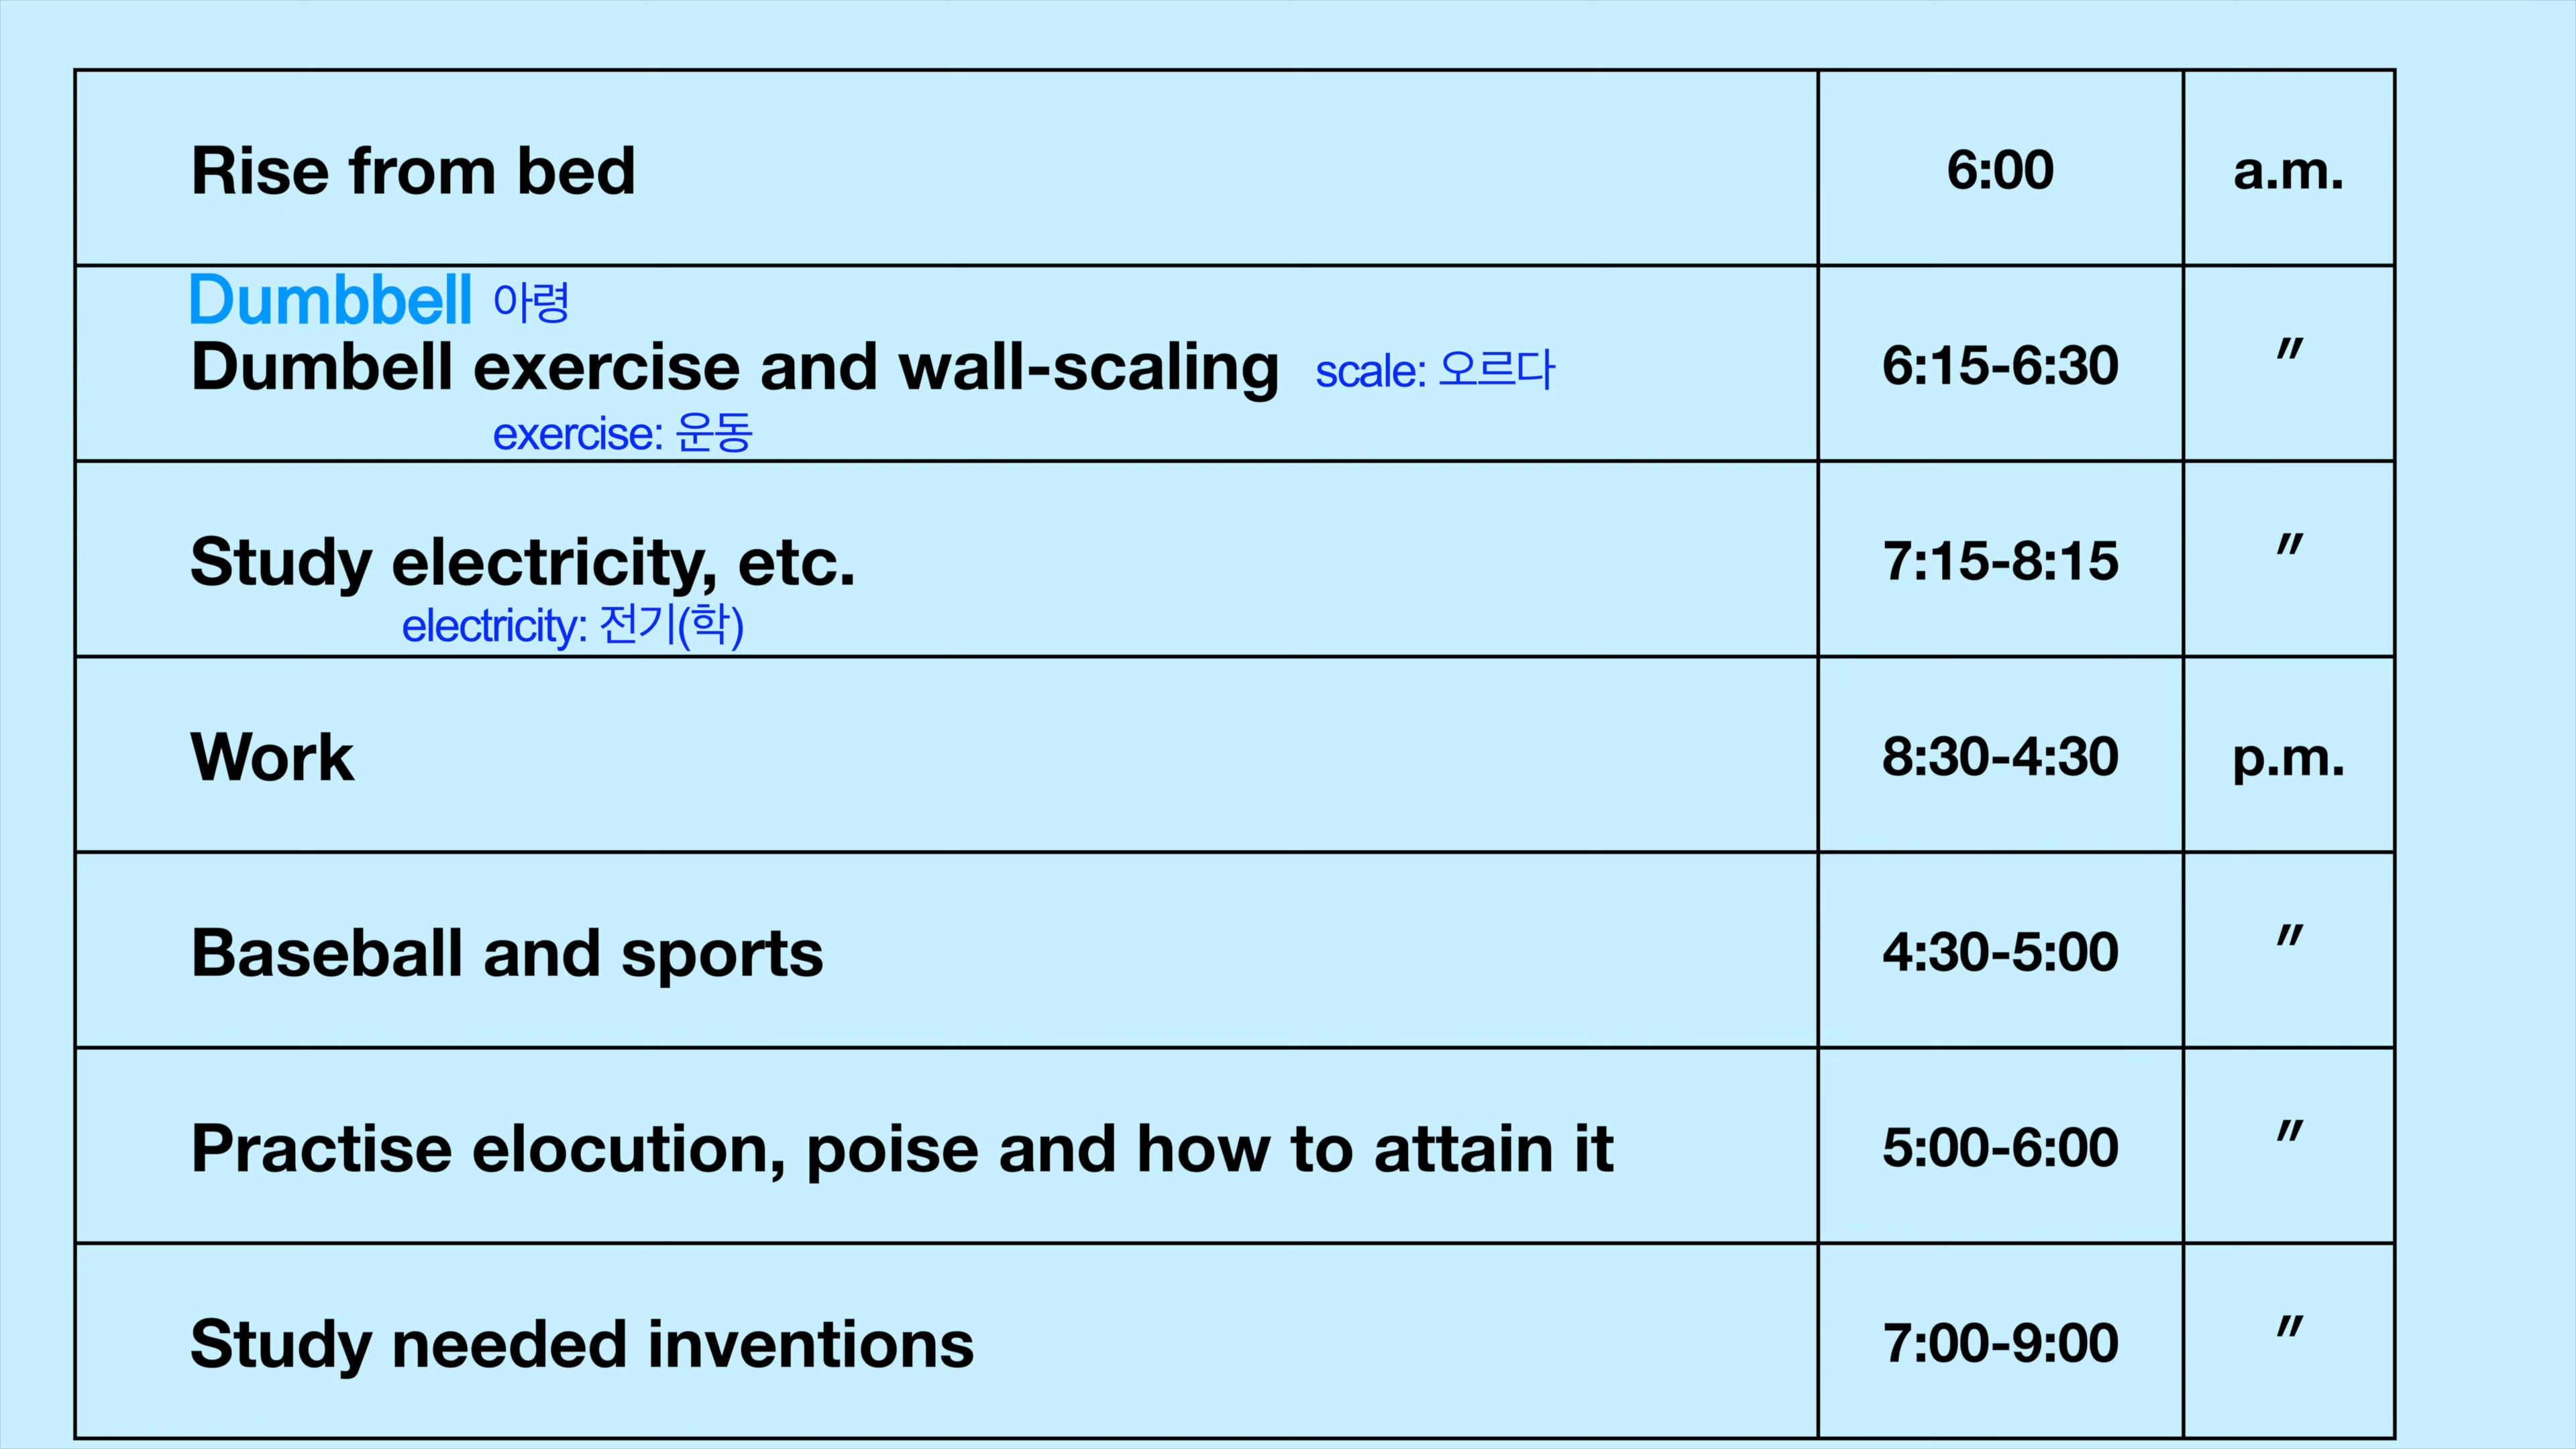 Rise from bed 6:00 a.m.
Dumbbell 아령
Dumbell exercise and wall-scaling scale: 오르다 6:15-6:30 〃
exercise: 운동
Study electricity, etc. 7:15-8:15 〃
electricity: 전기(학)
Work 8:30-4:30 p.m.
Baseball and sports 4:30-5:00 〃
Practise elocution, poise and how to attain it 5:00-6:00 〃
Study needed inventions 7:00-9:00 〃